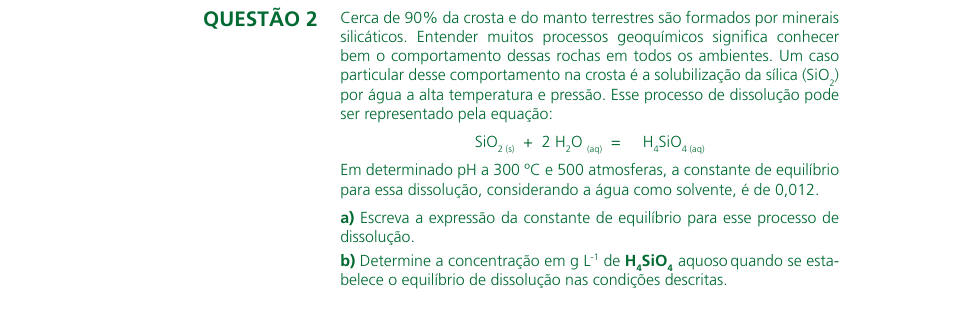 QUESTÃO 2
Cerca de 90% da crosta e do manto terrestres são formados por minerais
silicáticos. Entender muitos processos geoquímicos significa conhecer
bem o comportamento dessas rochas em todos os ambientes. Um caso
particular desse comportamento na crosta é a solubilização da sílica (SiO2)
por água a alta temperatura e pressão. Esse processo de dissolução pode
ser representado pela equação:
SiO2 (s) + 2 H2O (aq) = H4SiO4 (aq)
Em determinado pH a 300 ºC e 500 atmosferas, a constante de equilíbrio
para essa dissolução, considerando a água como solvente, é de 0,012.
a) Escreva a expressão da constante de equilíbrio para esse processo de
dissolução.
b) Determine a concentração em g L-1 de H4SiO4 aquoso quando se esta-
belece o equilíbrio de dissolução nas condições descritas.